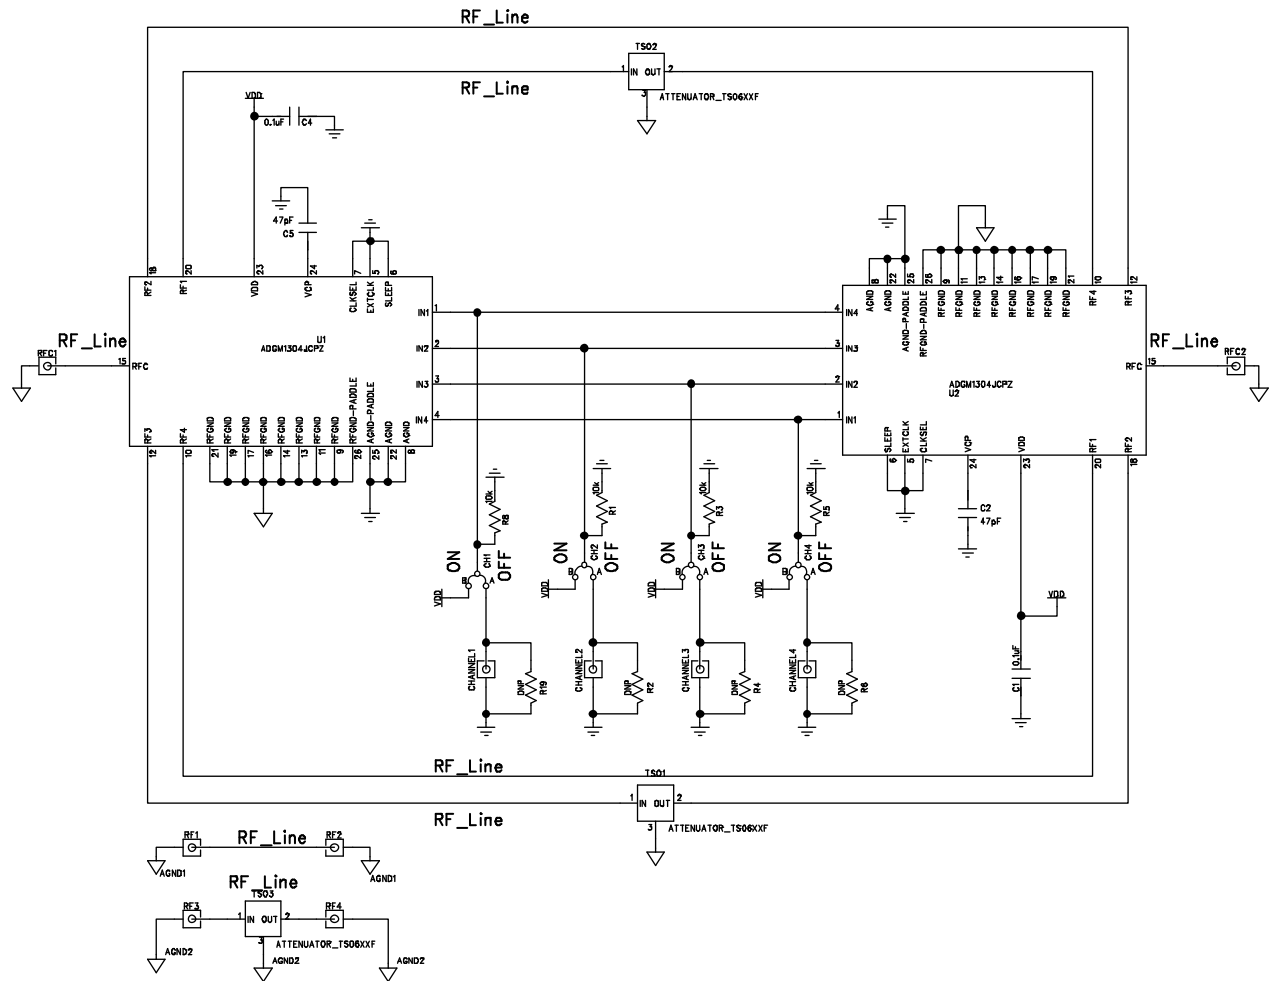 RF_Line
TS02
1 IN OUT 2
3
ATTENUATOR_TS06XXF
RF_Line
VDD
0.1uF C4
47pF
C5
18 20 23 24 7 5 6
RF2 RF1 VDD VCP CLKSEL EXTCLK SLEEP
8 22 25 26 9 11 13 14 16 17 19 21 10 12
AGND AGND AGND-PADDLE RFGND-PADDLE RFGND RFGND RFGND RFGND RFGND RFGND RFGND RFGND RF4 RF3
IN1 1
4 IN4
RF_Line
U1
ADGM1304JCPZ
IN2 2
3 IN3
RF_Line
RFC1
15 RFC
RFC 15
RFC2
IN3 3
2 IN2
ADGM1304JCPZ
U2
IN4 4
1 IN1
RF3 RF4 RFGND RFGND RFGND RFGND RFGND RFGND RFGND RFGND RFGND-PADDLE AGND-PADDLE AGND AGND
12 10 21 19 17 16 14 13 11 9 26 25 22 8
SLEEP EXTCLK CLKSEL VCP VDD RF1 RF2
6 5 7 24 23 20 18
10k R8
10k R1
10k R3
10k R5
C2
47pF
ON CH1 OFF
B A
VDD
ON CH2 OFF
B A
VDD
ON CH3 OFF
B A
VDD
ON CH4 OFF
B A
VDD
VDD
0.1uF
C1
CHANNEL1
DNP R19
CHANNEL2
DNP R2
CHANNEL3
DNP R4
CHANNEL4
DNP R6
RF_Line
TS01
1 IN OUT 2
3
ATTENUATOR_TS06XXF
RF_Line
RF1
RF_Line
RF2
AGND1
AGND1
RF_Line
TS03
RF3
1 IN OUT 2
RF4
3
ATTENUATOR_TS06XXF
AGND2
AGND2
AGND2